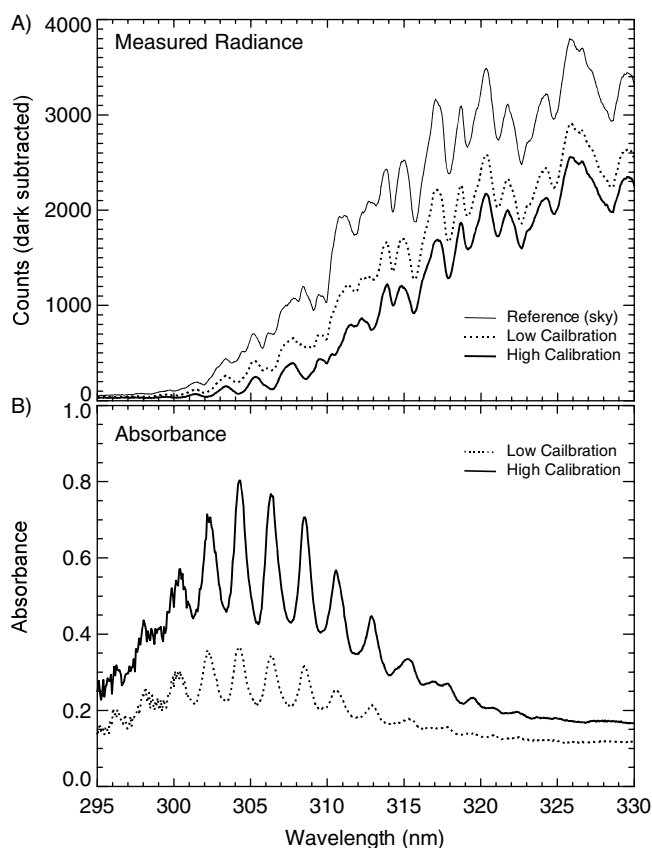 A)
Measured Radiance
4000
3000
2000
1000
0
Counts (dark subtracted)
Reference (sky)
Low Cailbration
High Calibration
B)
Absorbance
1.0
0.8
0.6
0.4
0.2
0.0
Absorbance
Low Cailbration
High Calibration
295 300 305 310 315 320 325 330
Wavelength (nm)